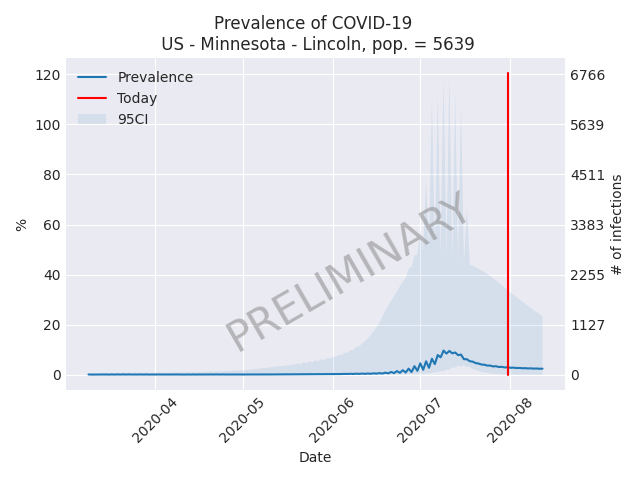 Prevalence of COVID-19
US - Minnesota - Lincoln, pop. = 5639
Prevalence
Today
95CI
120
100
80
60
40
20
0
%
6766
5639
4511
3383
2255
1127
0
# of infections
PRELIMINARY
2020-04
2020-05
2020-06
2020-07
2020-08
Date